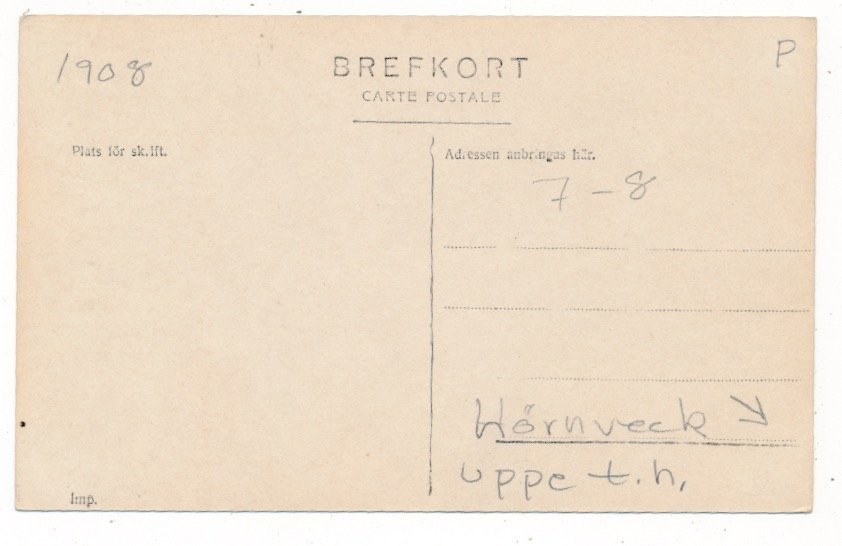 1908
P
BREFKORT
CARTE POSTALE
Plats för skrift.
Adressen anbringas här.
7-8
Hörnveck ↘
uppe t.h.
Imp.